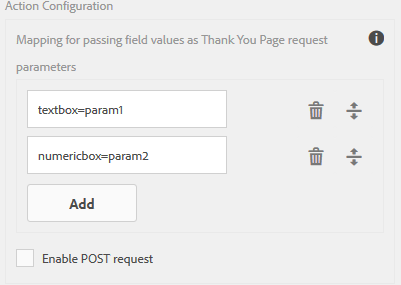 Action Configuration
Mapping for passing field values as Thank You Page request
parameters
textbox=param1
numericbox=param2
Add
Enable POST request